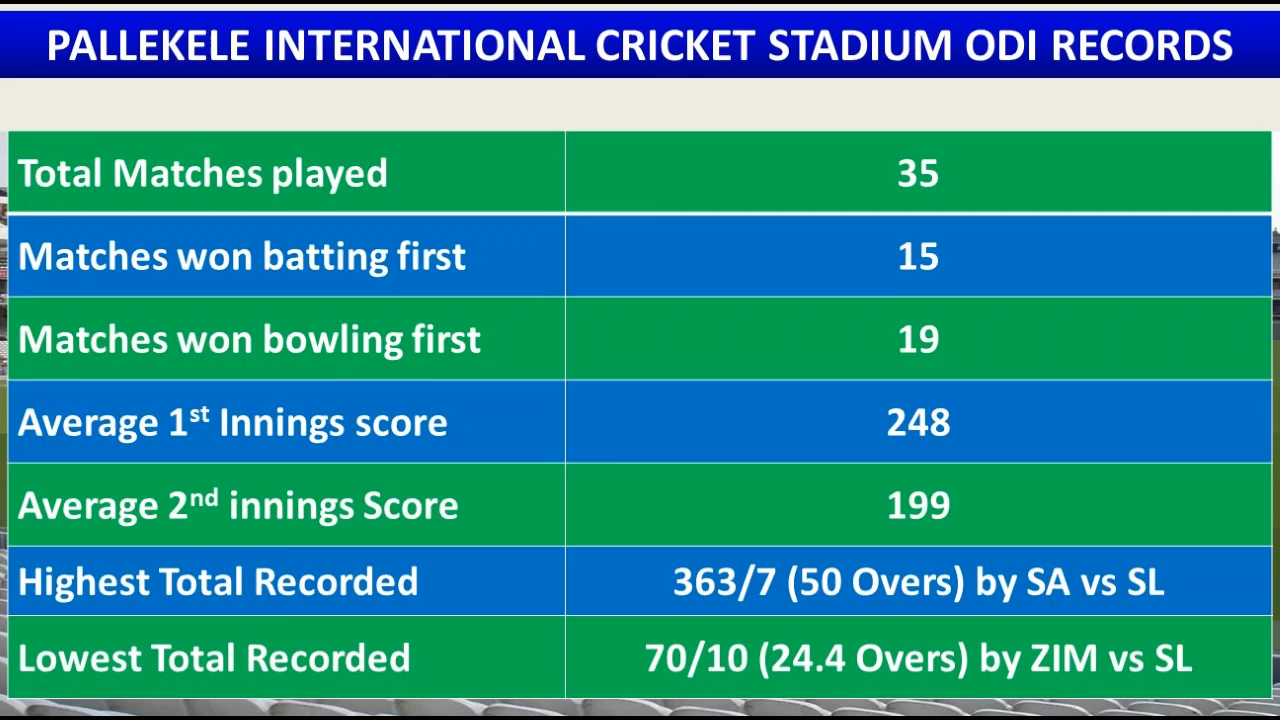 PALLEKELE INTERNATIONAL CRICKET STADIUM ODI RECORDS
Total Matches played 35
Matches won batting first 15
Matches won bowling first 19
Average 1st Innings score 248
Average 2nd innings Score 199
Highest Total Recorded 363/7 (50 Overs) by SA vs SL
Lowest Total Recorded 70/10 (24.4 Overs) by ZIM vs SL